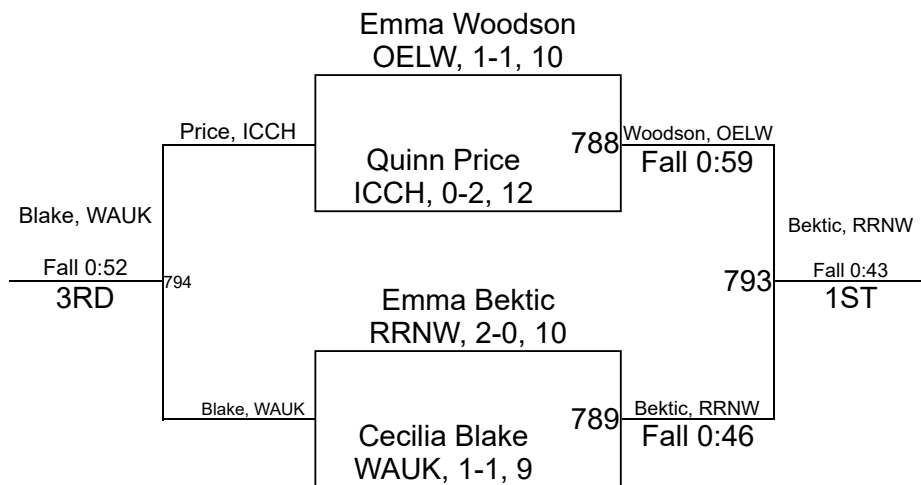 Emma Woodson
OELW, 1-1, 10
Price, ICCH
788
Woodson, OELW
Quinn Price
ICCH, 0-2, 12
Fall 0:59
Blake, WAUK
Bektic, RRNW
Fall 0:52
794
793
Fall 0:43
3RD
1ST
Emma Bektic
RRNW, 2-0, 10
Blake, WAUK
789
Bektic, RRNW
Cecilia Blake
WAUK, 1-1, 9
Fall 0:46